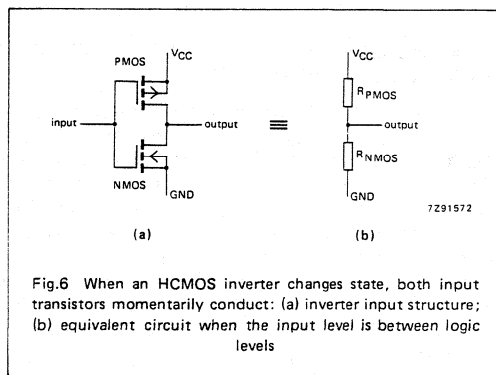 PMOS
VCC
input
output
NMOS
GND
(a)
≡
VCC
RPMOS
output
RNMOS
GND
7Z91572
(b)
Fig.6 When an HCMOS inverter changes state, both input
transistors momentarily conduct: (a) inverter input structure;
(b) equivalent circuit when the input level is between logic
levels